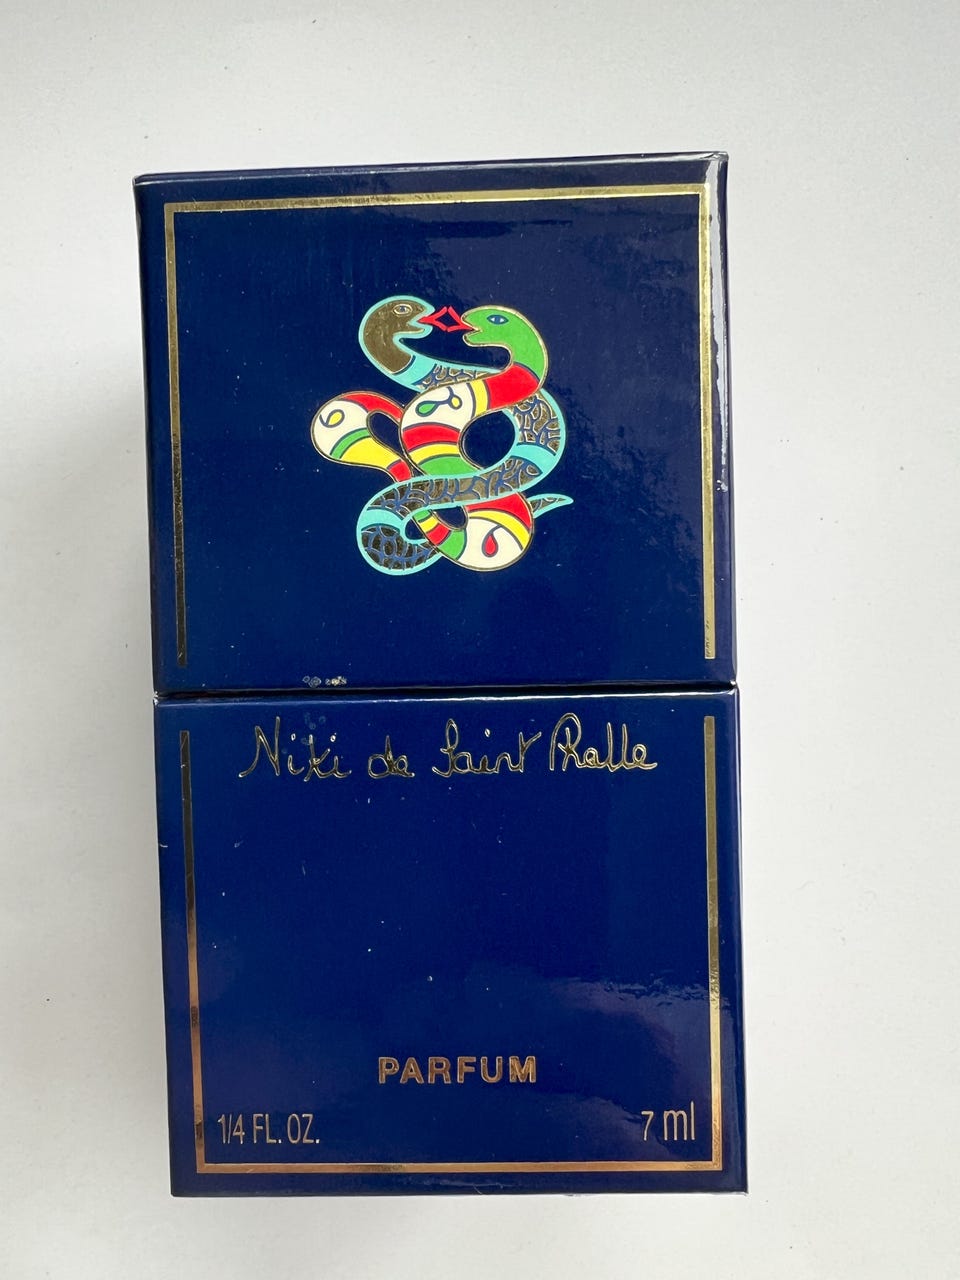 Niki de Saint Phalle
PARFUM
1/4 FL. OZ.
7 ml